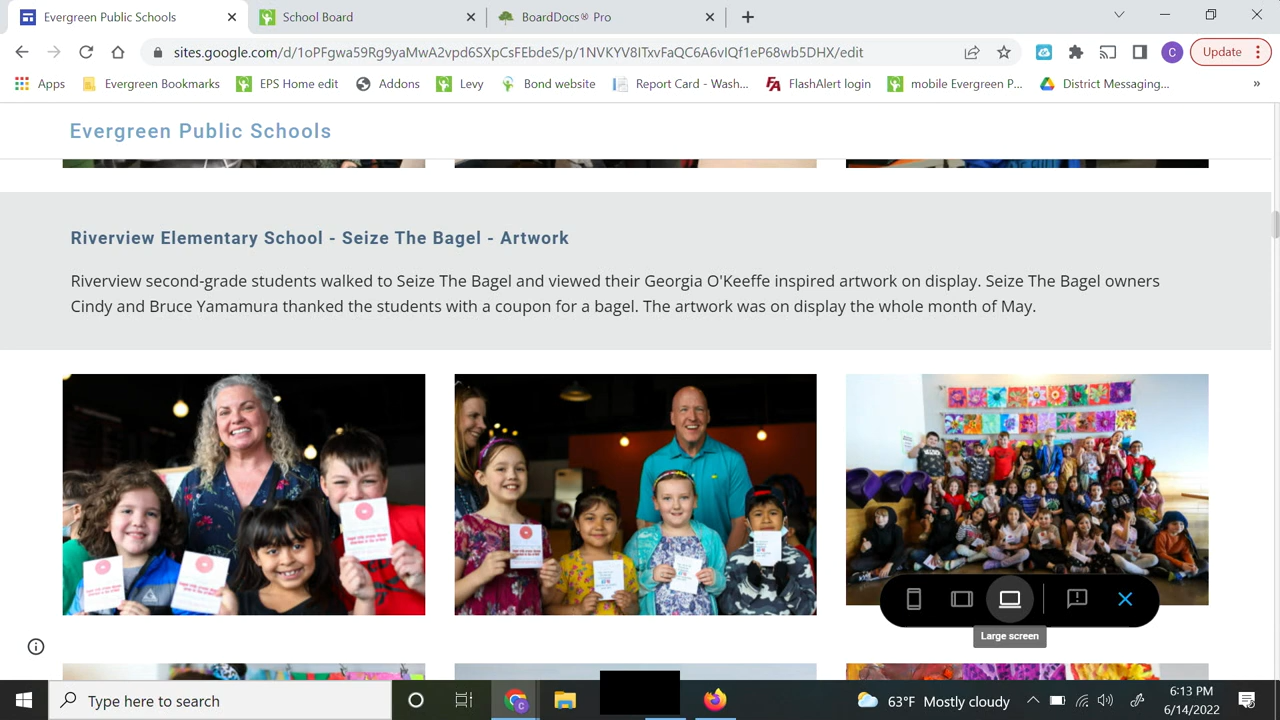 Evergreen Public Schools
School Board
BoardDocs® Pro
sites.google.com/d/1oPFgwa59Rg9yaMwA2vpd6SXpCsFEbdeS/p/1NVKYV8ITxvFaQC6A6vIQf1eP68wb5DHX/edit
C
Update
Apps
Evergreen Bookmarks
EPS Home edit
Addons
Levy
Bond website
Report Card - Wash...
FlashAlert login
mobile Evergreen P...
District Messaging...
»
Evergreen Public Schools
Riverview Elementary School - Seize The Bagel - Artwork
Riverview second-grade students walked to Seize The Bagel and viewed their Georgia O'Keeffe inspired artwork on display. Seize The Bagel owners
Cindy and Bruce Yamamura thanked the students with a coupon for a bagel. The artwork was on display the whole month of May.
Large screen
Type here to search
63°F Mostly cloudy
6:13 PM
6/14/2022